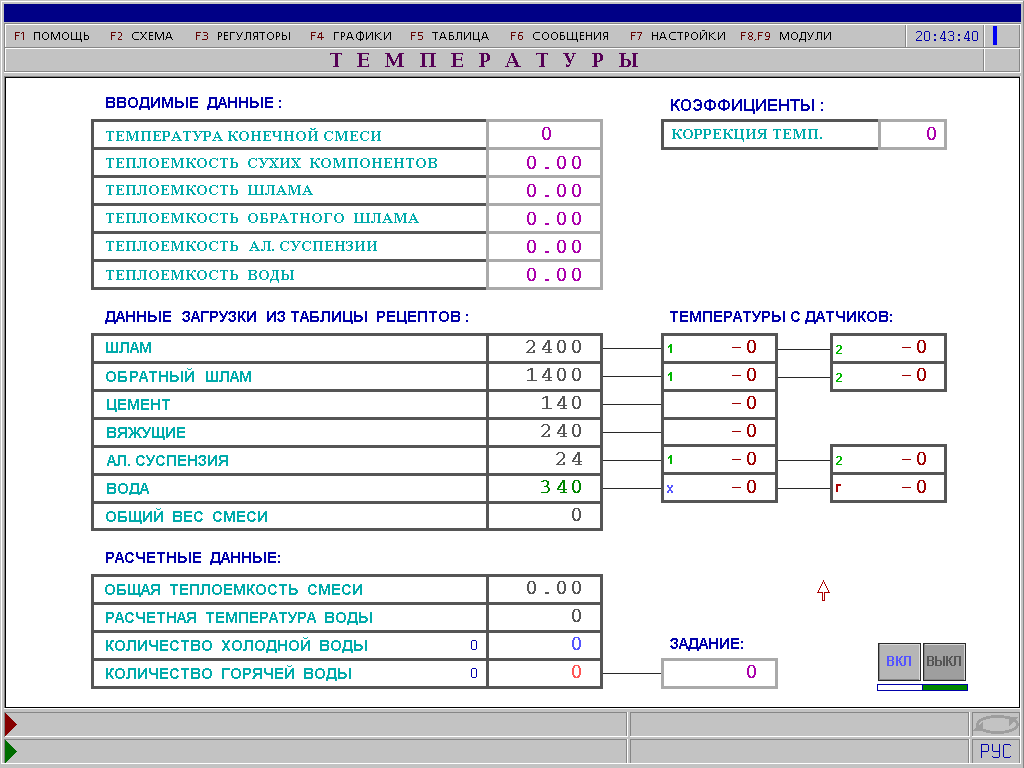 F1 ПОМОЩЬ F2 СХЕМА F3 РЕГУЛЯТОРЫ F4 ГРАФИКИ F5 ТАБЛИЦА F6 СООБЩЕНИЯ F7 НАСТРОЙКИ F8,F9 МОДУЛИ 20:43:40
ТЕМПЕРАТУРЫ
ВВОДИМЫЕ ДАННЫЕ :
ТЕМПЕРАТУРА КОНЕЧНОЙ СМЕСИ 0
ТЕПЛОЕМКОСТЬ СУХИХ КОМПОНЕНТОВ 0.00
ТЕПЛОЕМКОСТЬ ШЛАМА 0.00
ТЕПЛОЕМКОСТЬ ОБРАТНОГО ШЛАМА 0.00
ТЕПЛОЕМКОСТЬ АЛ. СУСПЕНЗИИ 0.00
ТЕПЛОЕМКОСТЬ ВОДЫ 0.00
КОЭФФИЦИЕНТЫ :
КОРРЕКЦИЯ ТЕМП. 0
ДАННЫЕ ЗАГРУЗКИ ИЗ ТАБЛИЦЫ РЕЦЕПТОВ : ТЕМПЕРАТУРЫ С ДАТЧИКОВ:
ШЛАМ 2400 1 -0 2 -0
ОБРАТНЫЙ ШЛАМ 1400 1 -0 2 -0
ЦЕМЕНТ 140 -0
ВЯЖУЩИЕ 240 -0
АЛ. СУСПЕНЗИЯ 24 1 -0 2 -0
ВОДА 340 х -0 г -0
ОБЩИЙ ВЕС СМЕСИ 0
РАСЧЕТНЫЕ ДАННЫЕ:
ОБЩАЯ ТЕПЛОЕМКОСТЬ СМЕСИ 0.00
РАСЧЕТНАЯ ТЕМПЕРАТУРА ВОДЫ 0
КОЛИЧЕСТВО ХОЛОДНОЙ ВОДЫ 0 0
КОЛИЧЕСТВО ГОРЯЧЕЙ ВОДЫ 0 0
ЗАДАНИЕ:
0
ВКЛ ВЫКЛ
РУС